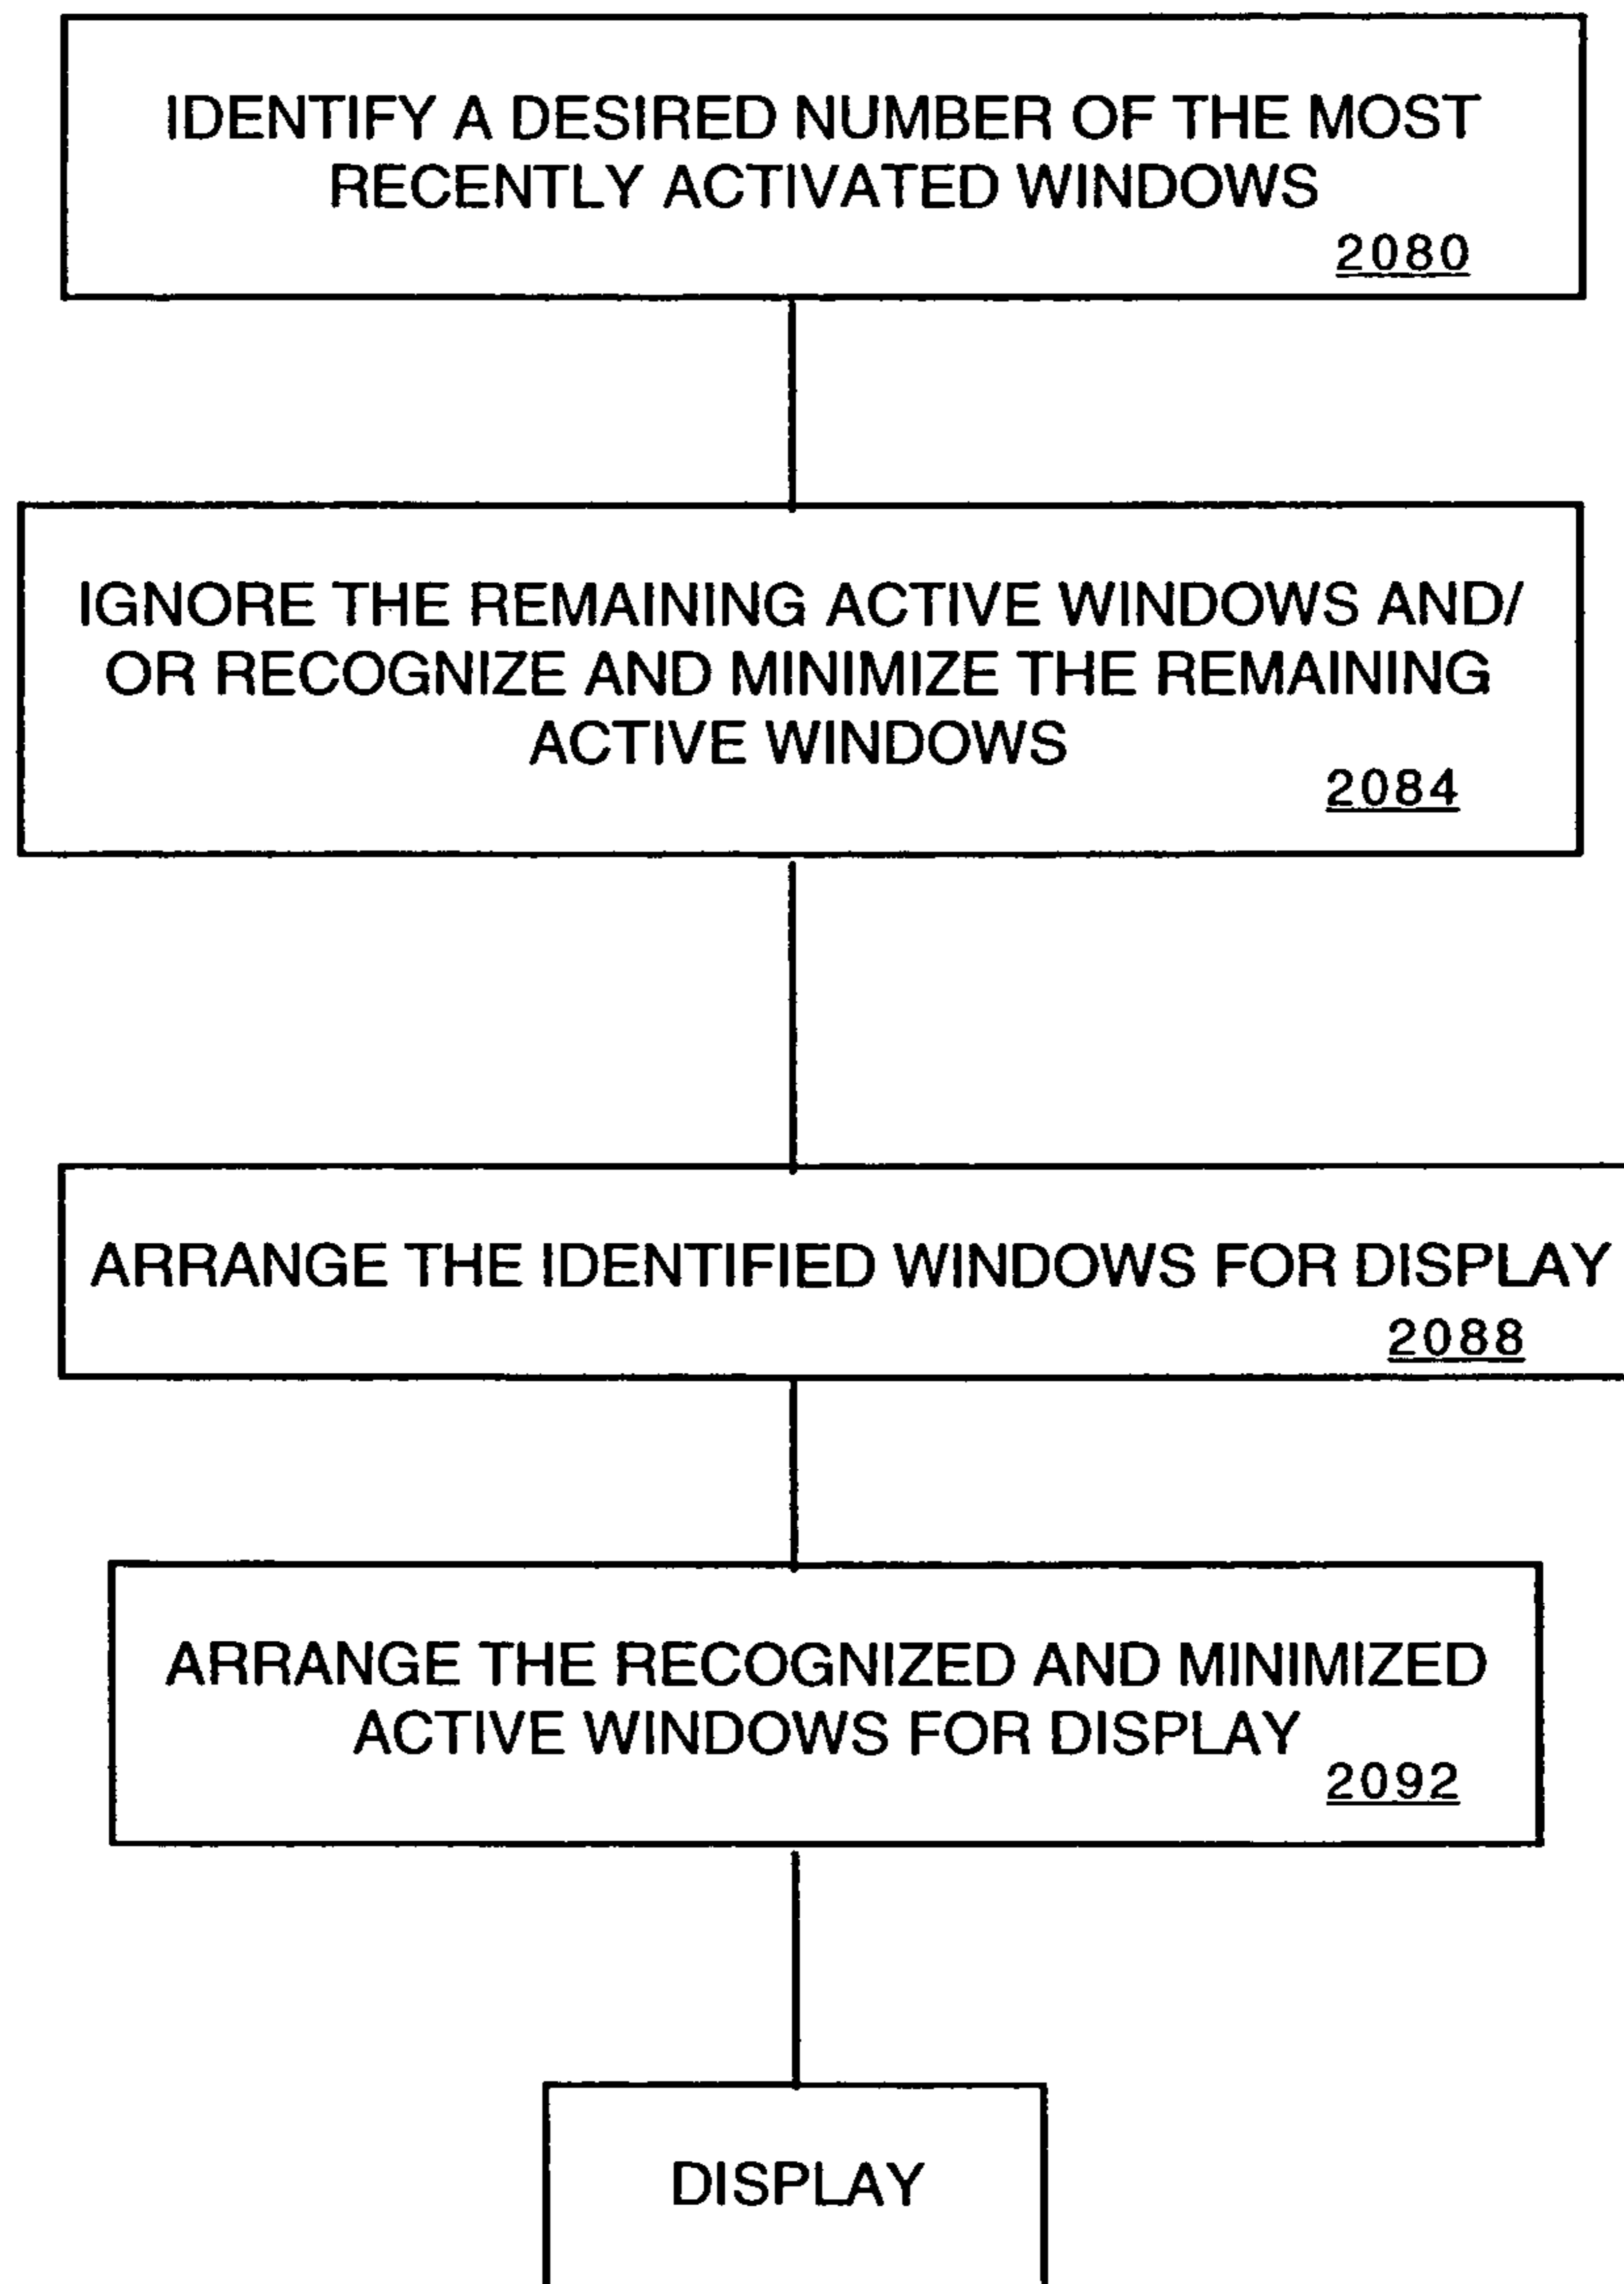 IDENTIFY A DESIRED NUMBER OF THE MOST
RECENTLY ACTIVATED WINDOWS
2080
IGNORE THE REMAINING ACTIVE WINDOWS AND/
OR RECOGNIZE AND MINIMIZE THE REMAINING
ACTIVE WINDOWS
2084
ARRANGE THE IDENTIFIED WINDOWS FOR DISPLAY
2088
ARRANGE THE RECOGNIZED AND MINIMIZED
ACTIVE WINDOWS FOR DISPLAY
2092
DISPLAY